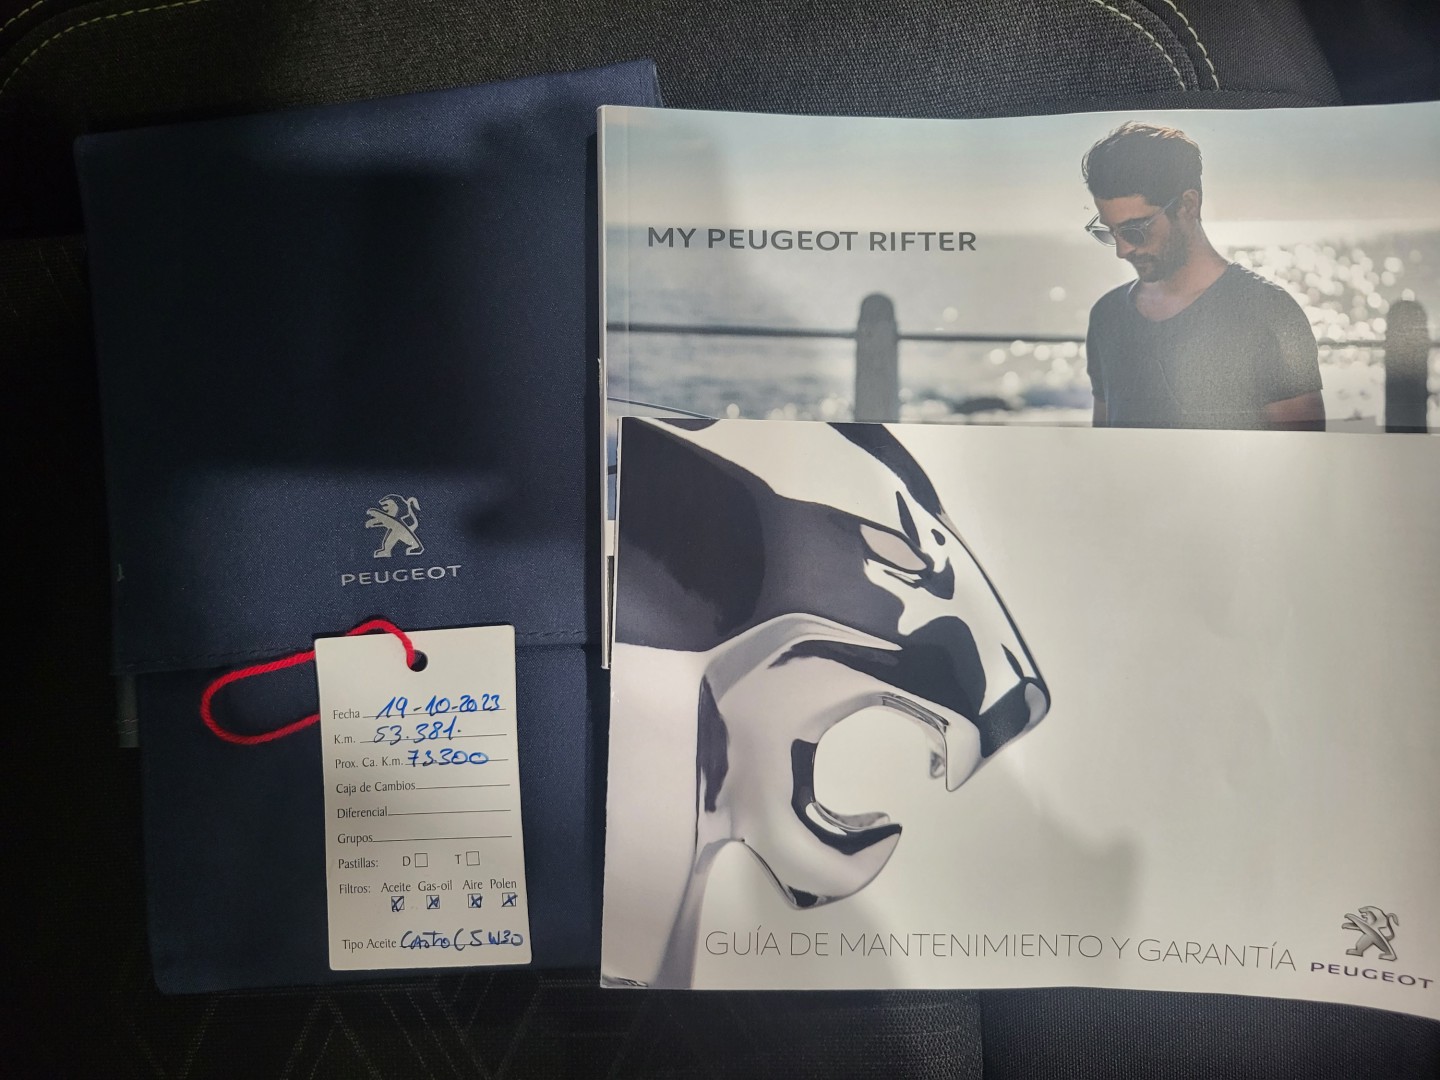 PEUGEOT
Fecha 19-10-2023
K.m. 53.381.
Prox. Ca. K.m. 73.300
Caja de Cambios
Diferencial
Grupos
Pastillas: D T
Filtros: Aceite Gas-oil Aire Polen
Tipo Aceite Castrol 5W30
MY PEUGEOT RIFTER
GUÍA DE MANTENIMIENTO Y GARANTÍA
PEUGEOT